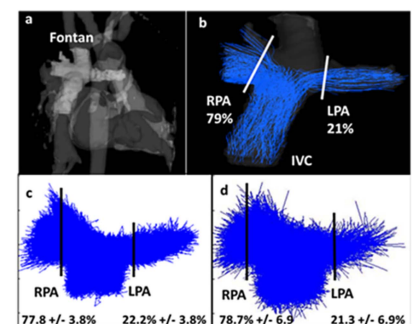 a
Fontan
b
RPA
79%
LPA
21%
IVC
c
RPA
LPA
77.8 +/- 3.8%
22.2% +/- 3.8%
d
RPA
LPA
78.7% +/- 6.9
21.3 +/- 6.9%